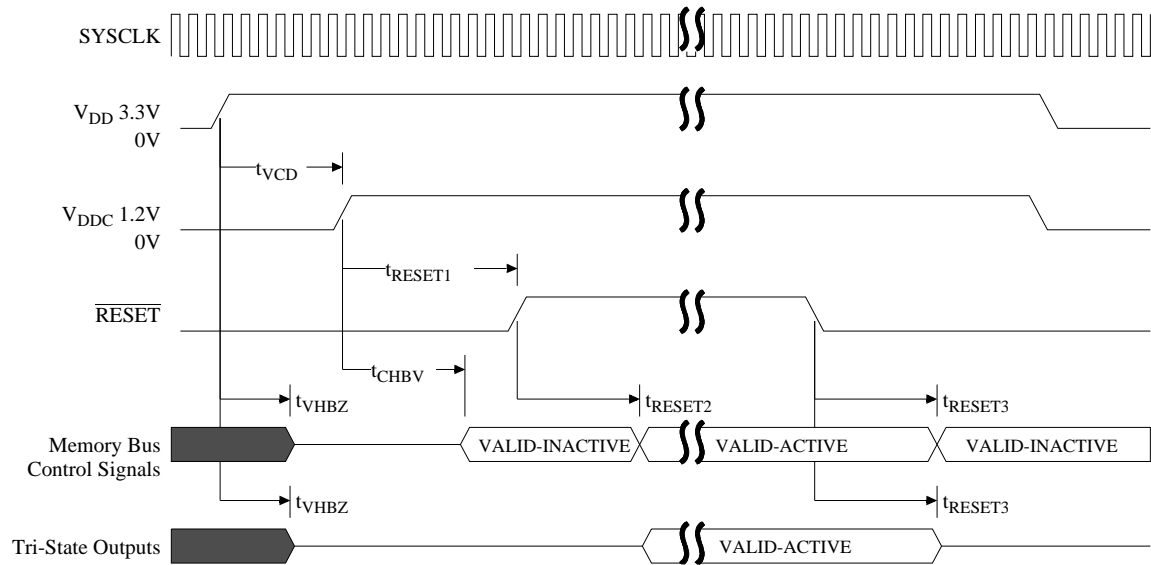 SYSCLK
V_DD 3.3V
0V
t_VCD
V_DDC 1.2V
0V
t_RESET1
RESET
t_CHBV
t_VHBZ
t_RESET2
t_RESET3
Memory Bus
Control Signals
VALID-INACTIVE
VALID-ACTIVE
VALID-INACTIVE
t_VHBZ
t_RESET3
Tri-State Outputs
VALID-ACTIVE